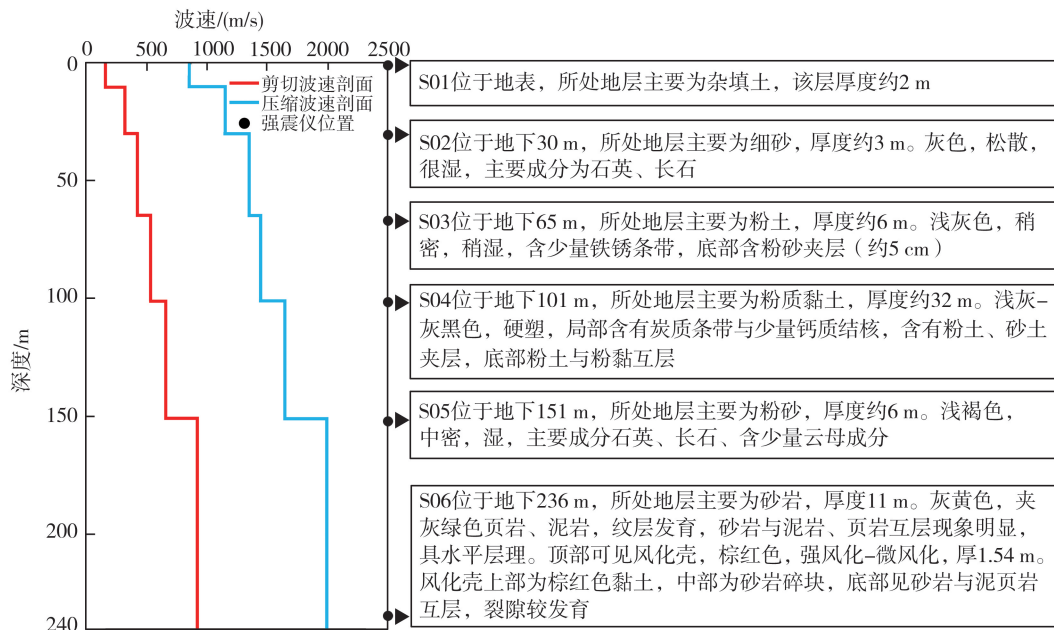 波速/(m/s)
0 500 1000 1500 2000 2500
剪切波速剖面
压缩波速剖面
强震仪位置
深度/m
0
50
100
150
200
240
S01位于地表，所处地层主要为杂填土，该层厚度约2 m
S02位于地下30 m，所处地层主要为细砂，厚度约3 m。灰色，松散，
很湿，主要成分为石英、长石
S03位于地下65 m，所处地层主要为粉土，厚度约6 m。浅灰色，稍
密，稍湿，含少量铁锈条带，底部含粉砂夹层（约5 cm）
S04位于地下101 m，所处地层主要为粉质黏土，厚度约32 m。浅灰-
灰黑色，硬塑，局部含有炭质条带与少量钙质结核，含有粉土、砂土
夹层，底部粉土与粉黏互层
S05位于地下151 m，所处地层主要为粉砂，厚度约6 m。浅褐色，
中密，湿，主要成分石英、长石、含少量云母成分
S06位于地下236 m，所处地层主要为砂岩，厚度11 m。灰黄色，夹
灰绿色页岩、泥岩，纹层发育，砂岩与泥岩、页岩互层现象明显，
具水平层理。顶部可见风化壳，棕红色，强风化-微风化，厚1.54 m。
风化壳上部为棕红色黏土，中部为砂岩碎块，底部见砂岩与泥页岩
互层，裂隙较发育